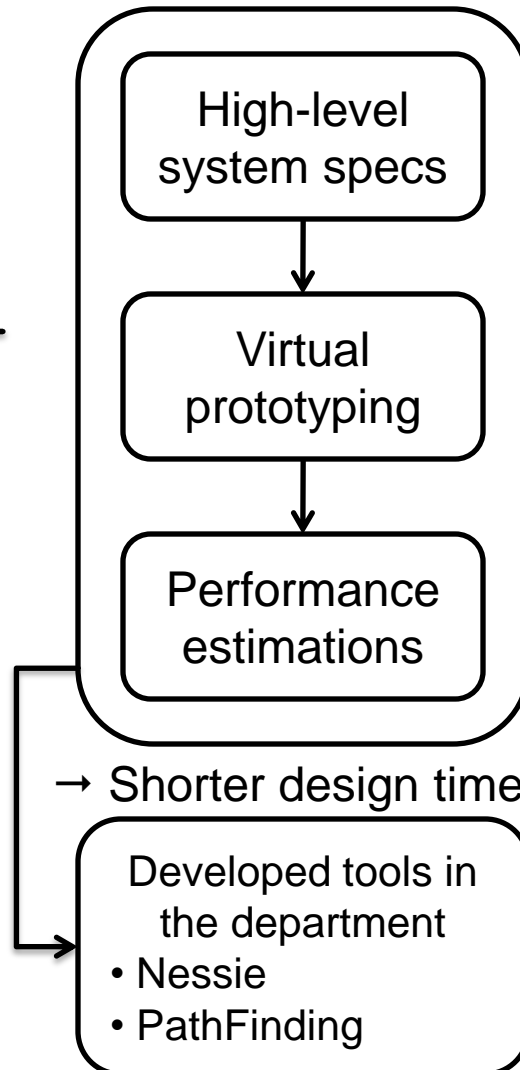 High-level
system specs
Virtual
prototyping
Performance
estimations
→ Shorter design time
Developed tools in
the department
• Nessie
• PathFinding